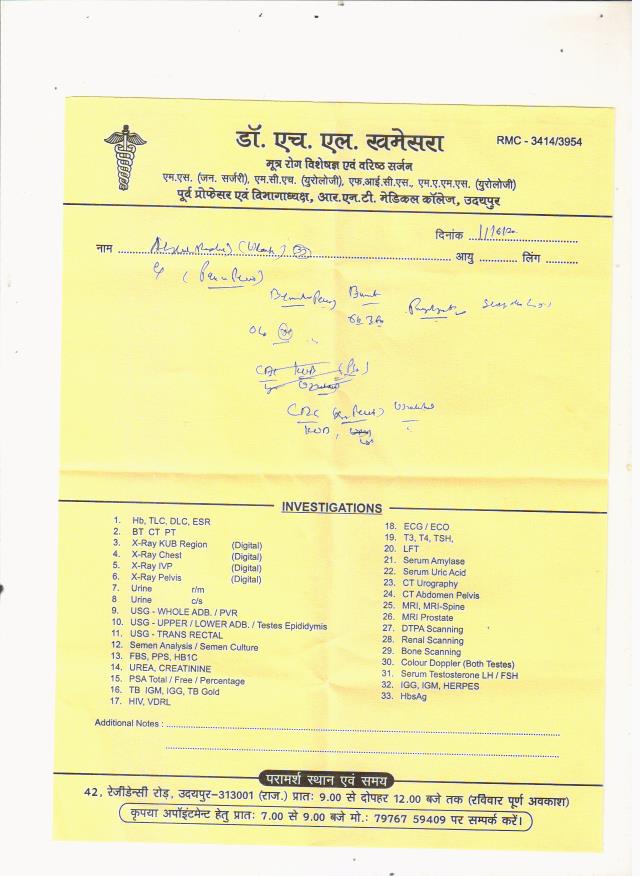 डॉ. एच. एल. खमेसरा
RMC - 3414/3954
मूत्र रोग विशेषज्ञ एवं वरिष्ठ सर्जन
एम.एस. (जन. सर्जरी), एम.सी.एच. (युरोलोजी), एफ.आई.सी.एस., एम.ए.एम.एस. (युरोलोजी)
पूर्व प्रोफेसर एवं विभागाध्यक्ष, आर.एन.टी. मेडिकल कॉलेज, उदयपुर
दिनांक
नाम आयु लिंग
KUB
CBC
KUB,
INVESTIGATIONS
1. Hb, TLC, DLC, ESR
2. BT CT PT
3. X-Ray KUB Region (Digital)
4. X-Ray Chest (Digital)
5. X-Ray IVP (Digital)
6. X-Ray Pelvis (Digital)
7. Urine r/m
8 Urine c/s
9. USG - WHOLE ADB. / PVR
10. USG - UPPER / LOWER ADB. / Testes Epididymis
11. USG - TRANS RECTAL
12. Semen Analysis / Semen Culture
13. FBS, PPS, HB1C
14. UREA, CREATININE
15. PSA Total / Free / Percentage
16. TB IGM, IGG, TB Gold
17. HIV, VDRL
18. ECG / ECO
19. T3, T4, TSH,
20. LFT
21. Serum Amylase
22. Serum Uric Acid
23. CT Urography
24. CT Abdomen Pelvis
25. MRI, MRI-Spine
26. MRI Prostate
27. DTPA Scanning
28. Renal Scanning
29. Bone Scanning
30. Colour Doppler (Both Testes)
31. Serum Testosterone LH / FSH
32. IGG, IGM, HERPES
33. HbsAg
Additional Notes :
परामर्श स्थान एवं समय
42, रेजीडेन्सी रोड़, उदयपुर-313001 (राज.) प्रातः 9.00 से दोपहर 12.00 बजे तक (रविवार पूर्ण अवकाश)
कृपया अपॉइंटमेन्ट हेतु प्रातः 7.00 से 9.00 बजे मो.: 79767 59409 पर सम्पर्क करें।